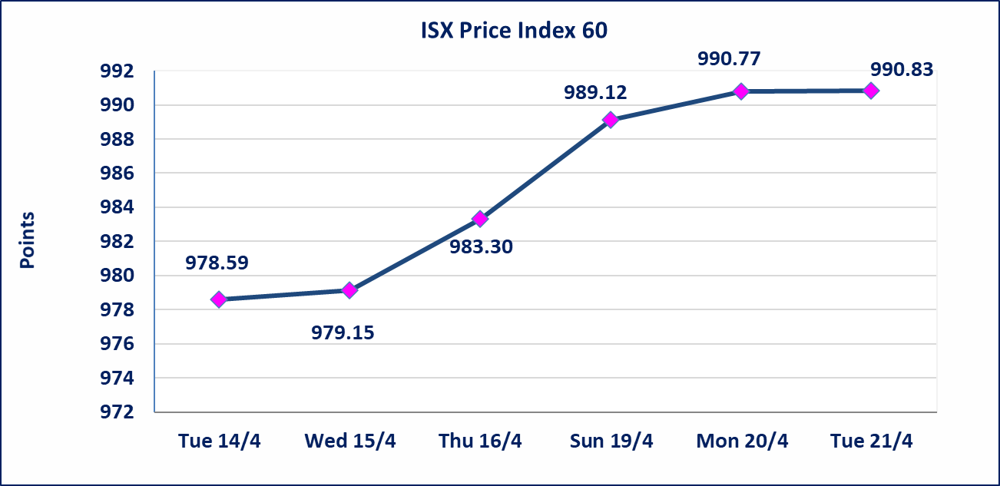 ISX Price Index 60
Points
992
990
988
986
984
982
980
978
976
974
972
978.59
979.15
983.30
989.12
990.77
990.83
Tue 14/4
Wed 15/4
Thu 16/4
Sun 19/4
Mon 20/4
Tue 21/4